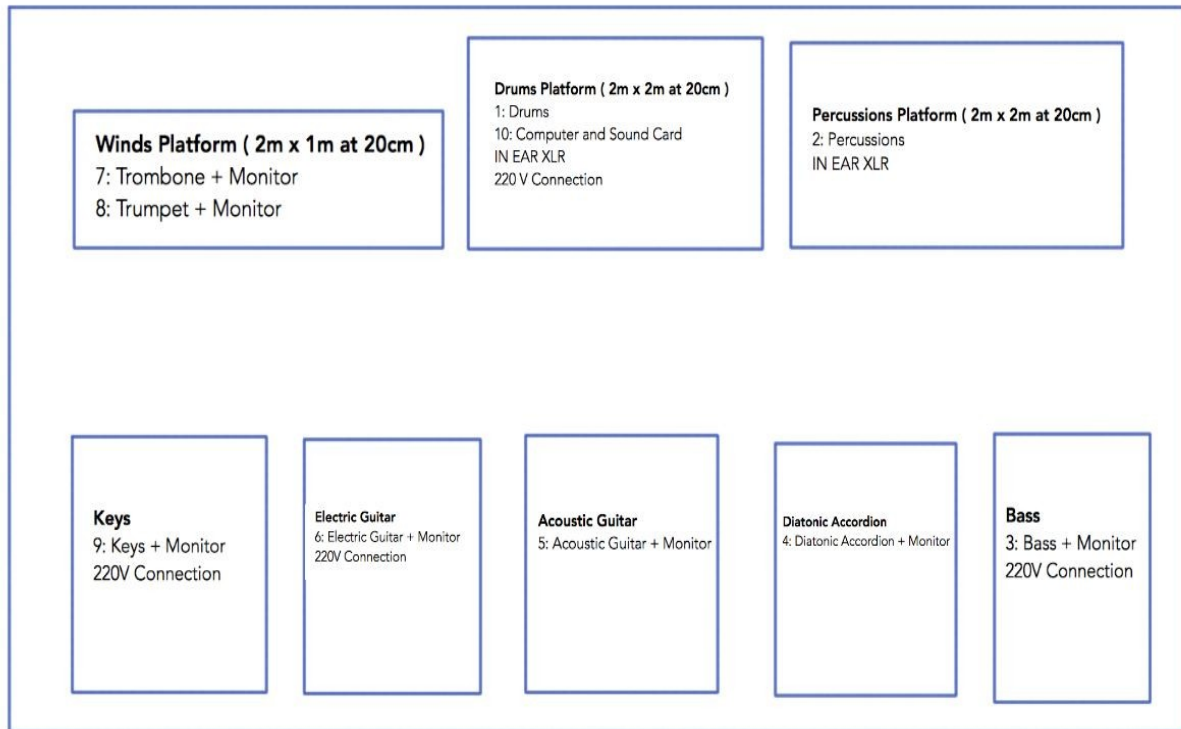 Winds Platform ( 2m x 1m at 20cm )
7: Trombone + Monitor
8: Trumpet + Monitor
Drums Platform ( 2m x 2m at 20cm )
1: Drums
10: Computer and Sound Card
IN EAR XLR
220 V Connection
Percussions Platform ( 2m x 2m at 20cm )
2: Percussions
IN EAR XLR
Keys
9: Keys + Monitor
220V Connection
Electric Guitar
6: Electric Guitar + Monitor
220V Connection
Acoustic Guitar
5: Acoustic Guitar + Monitor
Diatonic Accordion
4: Diatonic Accordion + Monitor
Bass
3: Bass + Monitor
220V Connection